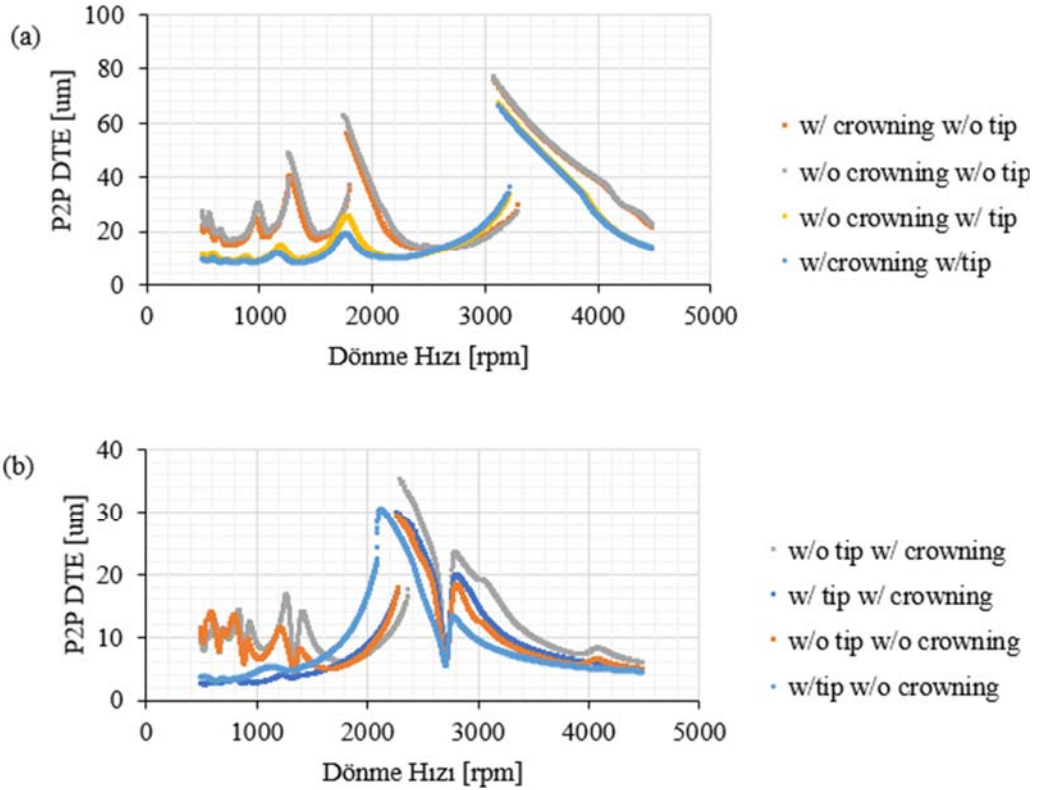 (a)
P2P DTE [um]
100
80
60
40
20
0
0 1000 2000 3000 4000 5000
Dönme Hızı [rpm]
w/ crowning w/o tip
w/o crowning w/o tip
w/o crowning w/ tip
w/crowning w/tip
(b)
P2P DTE [um]
40
30
20
10
0
0 1000 2000 3000 4000 5000
Dönme Hızı [rpm]
w/o tip w/ crowning
w/ tip w/ crowning
w/o tip w/o crowning
w/tip w/o crowning